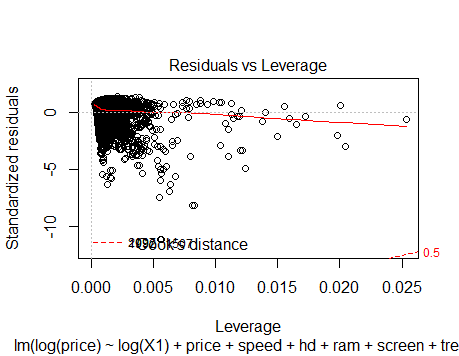 Residuals vs Leverage
Standardized residuals
0
-5
-10
Cook's distance
1507
0.5
0.000
0.005
0.010
0.015
0.020
0.025
Leverage
lm(log(price) ~ log(X1) + price + speed + hd + ram + screen + tre